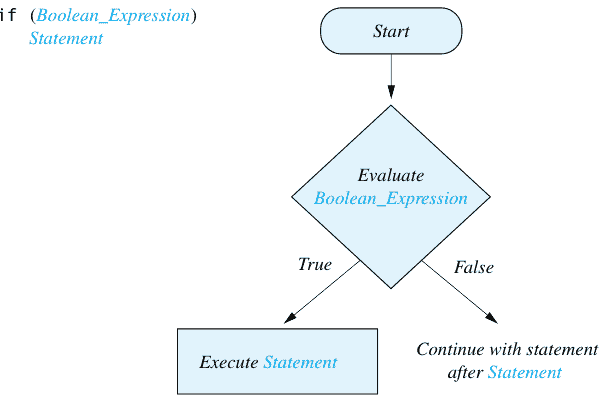 if (Boolean_Expression)
Statement
Start
Evaluate
Boolean_Expression
True
False
Execute Statement
Continue with statement
after Statement